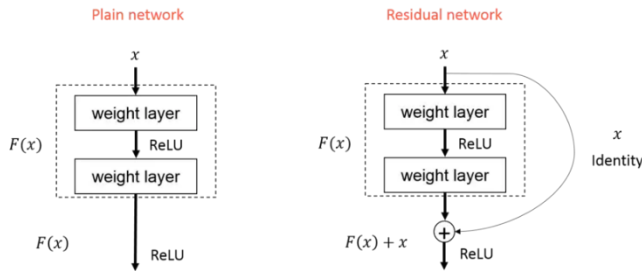 Plain network
x
weight layer
ReLU
F(x)
weight layer
F(x)
ReLU
Residual network
x
weight layer
ReLU
F(x)
weight layer
x
Identity
F(x) + x
+
ReLU